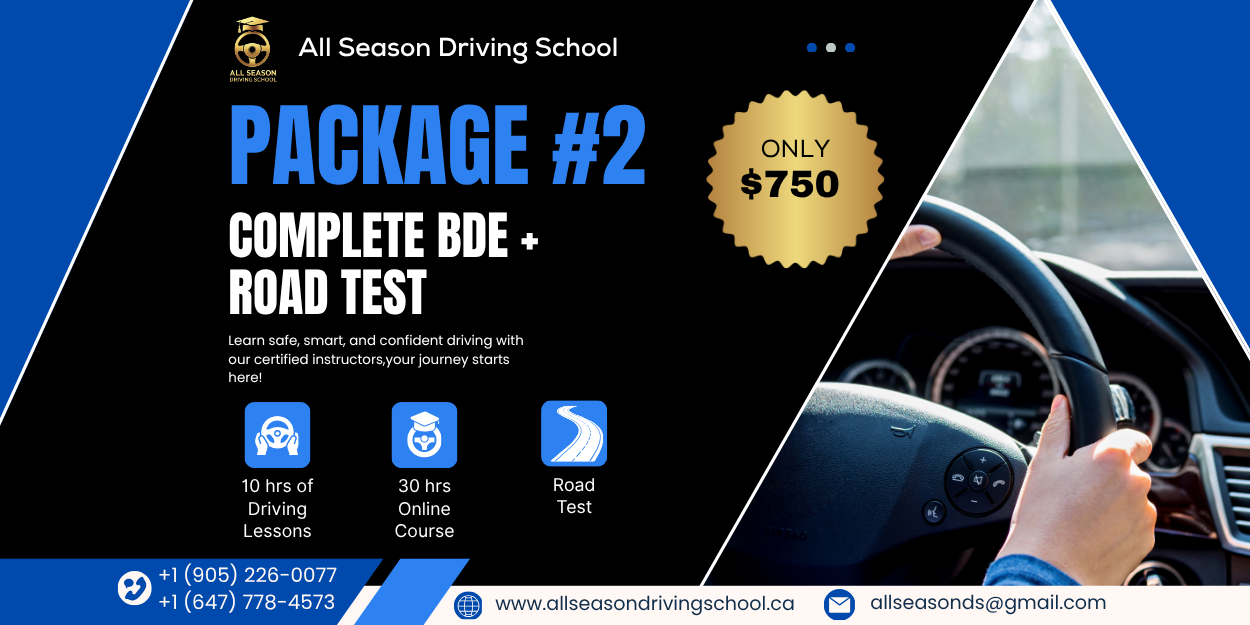 ALL SEASON
DRIVING SCHOOL
All Season Driving School
PACKAGE #2
ONLY
$750
COMPLETE BDE +
ROAD TEST
Learn safe, smart, and confident driving with
our certified instructors,your journey starts
here!
10 hrs of
Driving
Lessons
30 hrs
Online
Course
Road
Test
+1 (905) 226-0077
+1 (647) 778-4573
www.allseasondrivingschool.ca
allseasonds@gmail.com